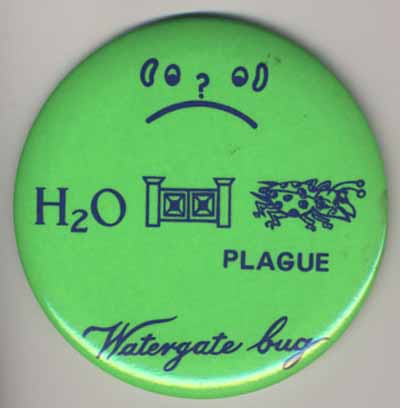 ?
H₂O
PLAGUE
Watergate bug